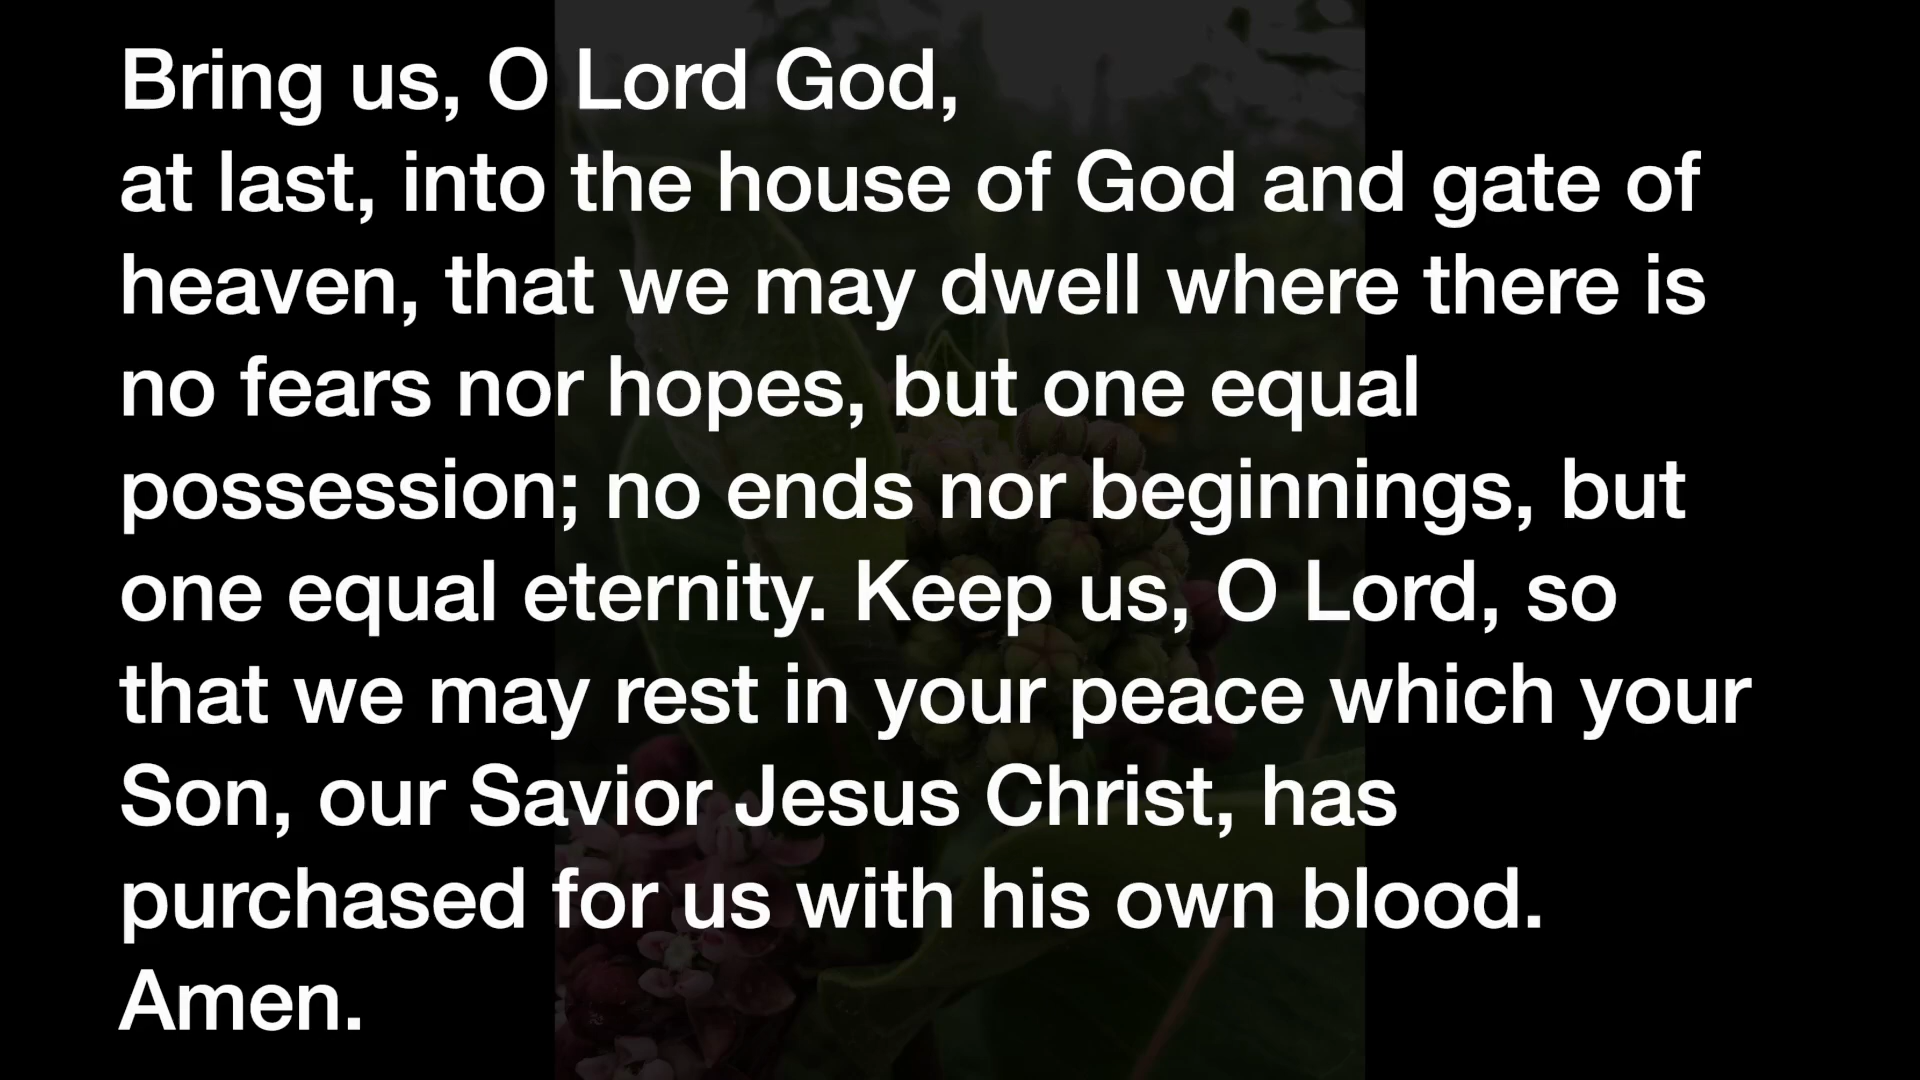 Bring us, O Lord God,
at last, into the house of God and gate of
heaven, that we may dwell where there is
no fears nor hopes, but one equal
possession; no ends nor beginnings, but
one equal eternity. Keep us, O Lord, so
that we may rest in your peace which your
Son, our Savior Jesus Christ, has
purchased for us with his own blood.
Amen.